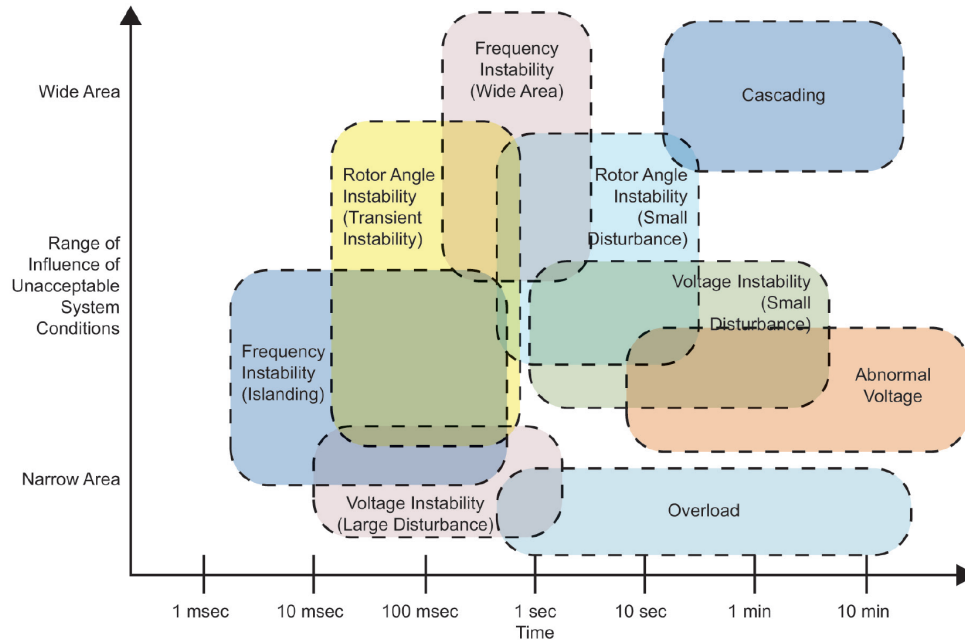 Wide Area
Range of
Influence of
Unacceptable
System
Conditions
Narrow Area
Frequency
Instability
(Wide Area)
Cascading
Rotor Angle
Instability
(Transient
Instability)
Rotor Angle
Instability
(Small
Disturbance)
Voltage Instability
(Small
Disturbance)
Frequency
Instability
(Islanding)
Abnormal
Voltage
Voltage Instability
(Large Disturbance)
Overload
1 msec
10 msec
100 msec
1 sec
10 sec
1 min
10 min
Time